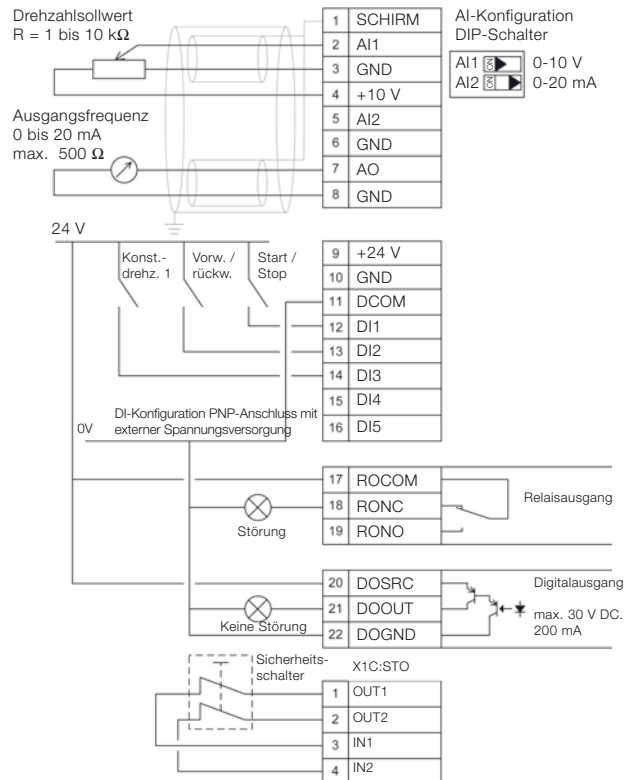 Drehzahlsollwert
R = 1 bis 10 kΩ
1 SCHIRM
2 AI1
3 GND
4 +10 V
5 AI2
6 GND
7 AO
8 GND
AI-Konfiguration
DIP-Schalter
AI1 ON 0-10 V
AI2 ON 0-20 mA
Ausgangsfrequenz
0 bis 20 mA
max. 500 Ω
24 V
Konst.-
drehz. 1
Vorw. /
rückw.
Start /
Stop
9 +24 V
10 GND
11 DCOM
12 DI1
13 DI2
14 DI3
15 DI4
16 DI5
0V
DI-Konfiguration PNP-Anschluss mit
externer Spannungsversorgung
17 ROCOM
18 RONC
19 RONO
Relaisausgang
Störung
20 DOSRC
21 DOOUT
22 DOGND
Digitalausgang
max. 30 V DC.
200 mA
Keine Störung
Sicherheits-
schalter
X1C:STO
1 OUT1
2 OUT2
3 IN1
4 IN2